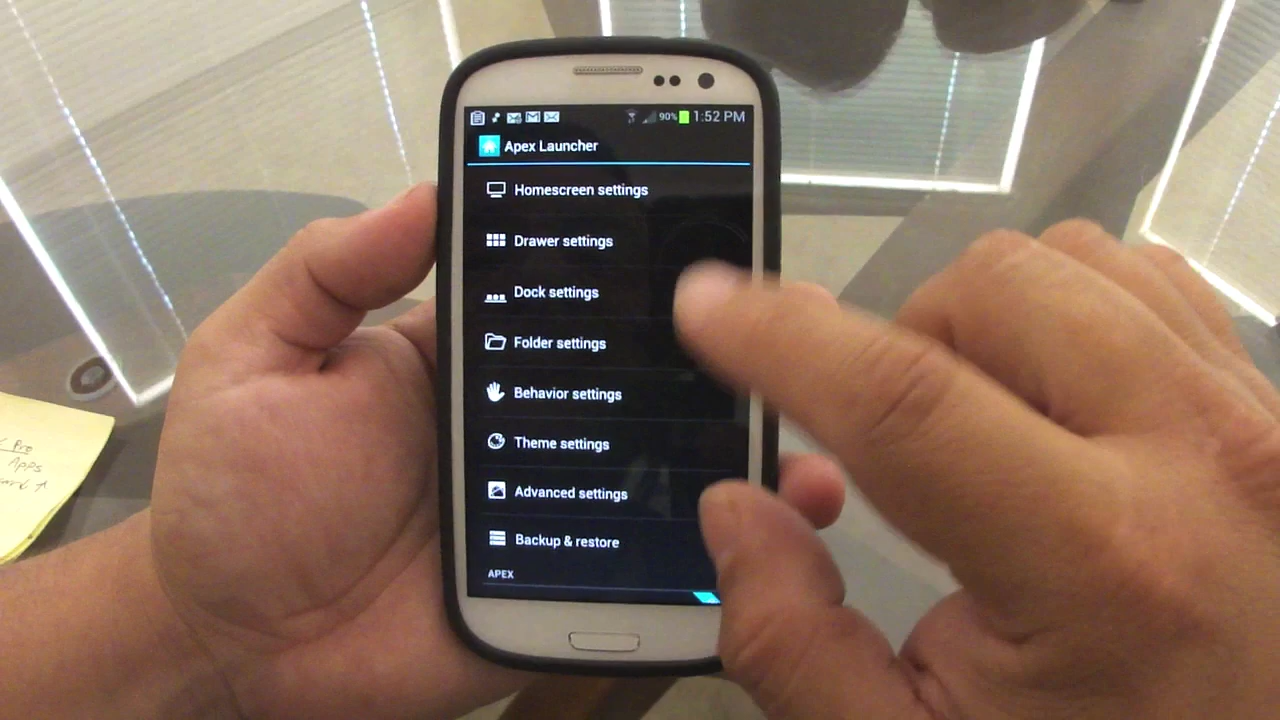 90% 1:52 PM
Apex Launcher
Homescreen settings
Drawer settings
Dock settings
Folder settings
Behavior settings
Theme settings
Advanced settings
Backup & restore
APEX
Pro
Apps